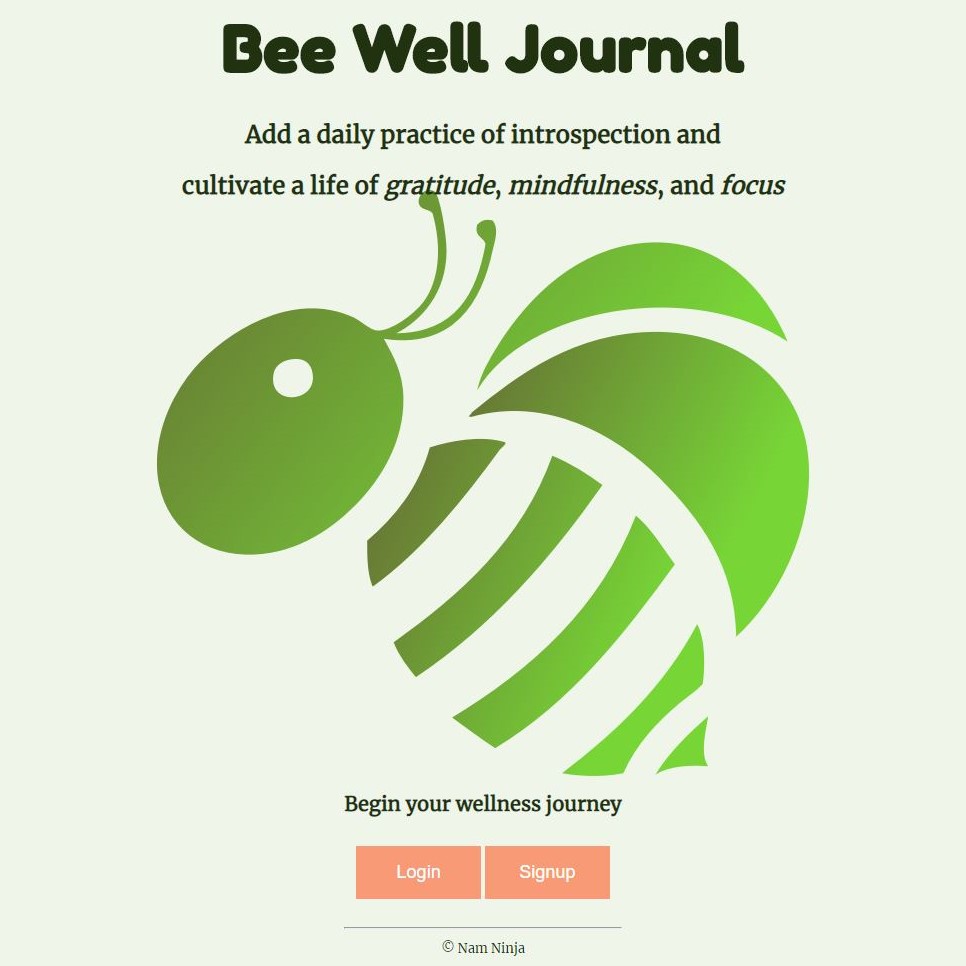 Bee Well Journal
Add a daily practice of introspection and
cultivate a life of gratitude, mindfulness, and focus
Begin your wellness journey
Login Signup
© Nam Ninja